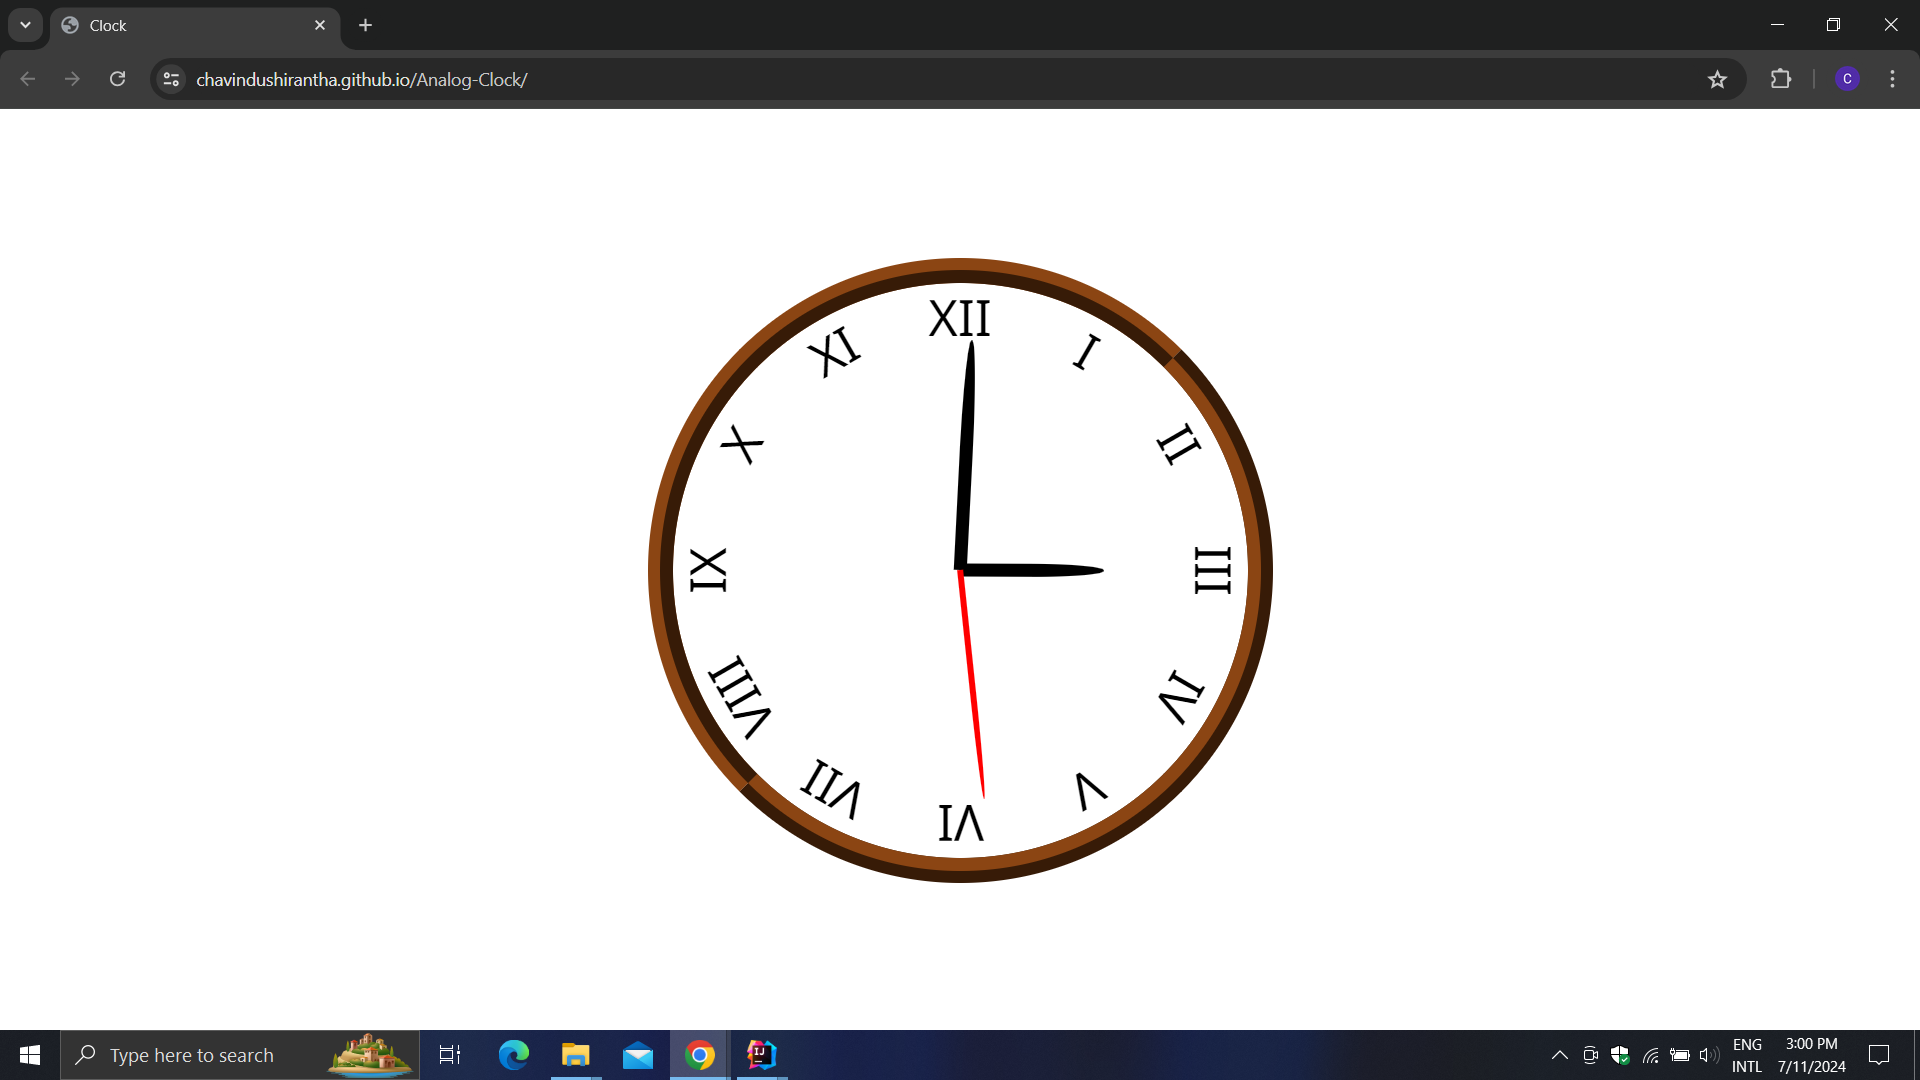 Clock
chavindushirantha.github.io/Analog-Clock/
C
XII
I
II
III
IV
V
VI
VII
VIII
IX
X
XI
Type here to search
IJ
ENG
INTL
3:00 PM
7/11/2024